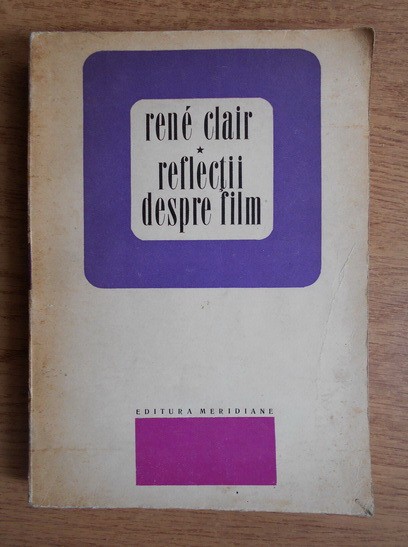 rené clair
★
reflecții
despre film
EDITURA MERIDIANE